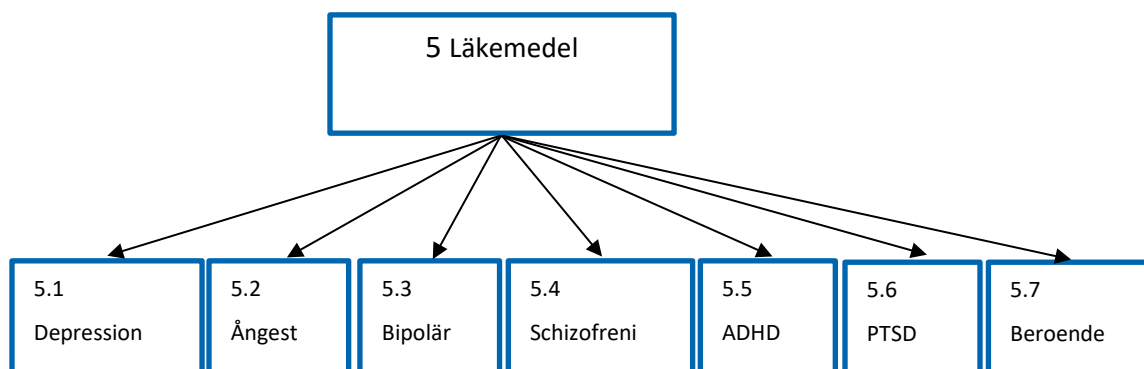 5 Läkemedel
5.1
Depression
5.2
Ångest
5.3
Bipolär
5.4
Schizofreni
5.5
ADHD
5.6
PTSD
5.7
Beroende